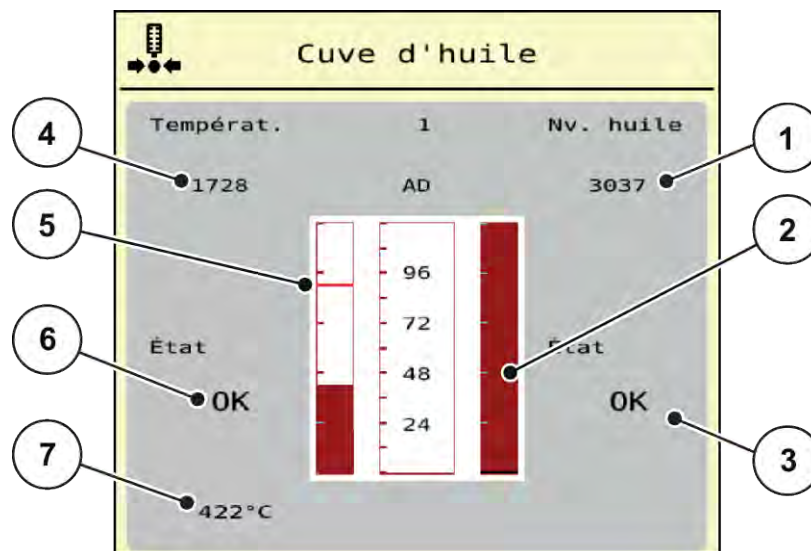 Cuve d'huile
Températ. 1 Nv. huile
4
1
1728 AD 3037
5
2
96
72
État État
6
48
OK OK
24
7
3
422°C